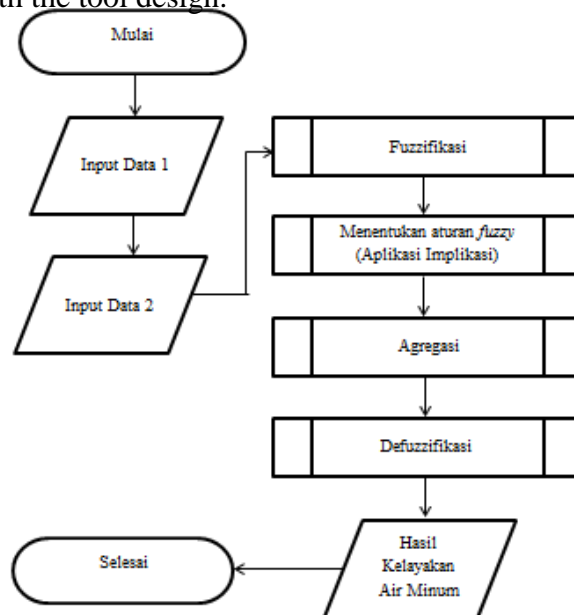 the tool design.
Mulai
Input Data 1
Input Data 2
Fuzzifikasi
Menentukan aturan fuzzy
(Aplikasi Implikasi)
Agregasi
Defuzzifikasi
Hasil
Kelayakan
Air Minum
Selesai